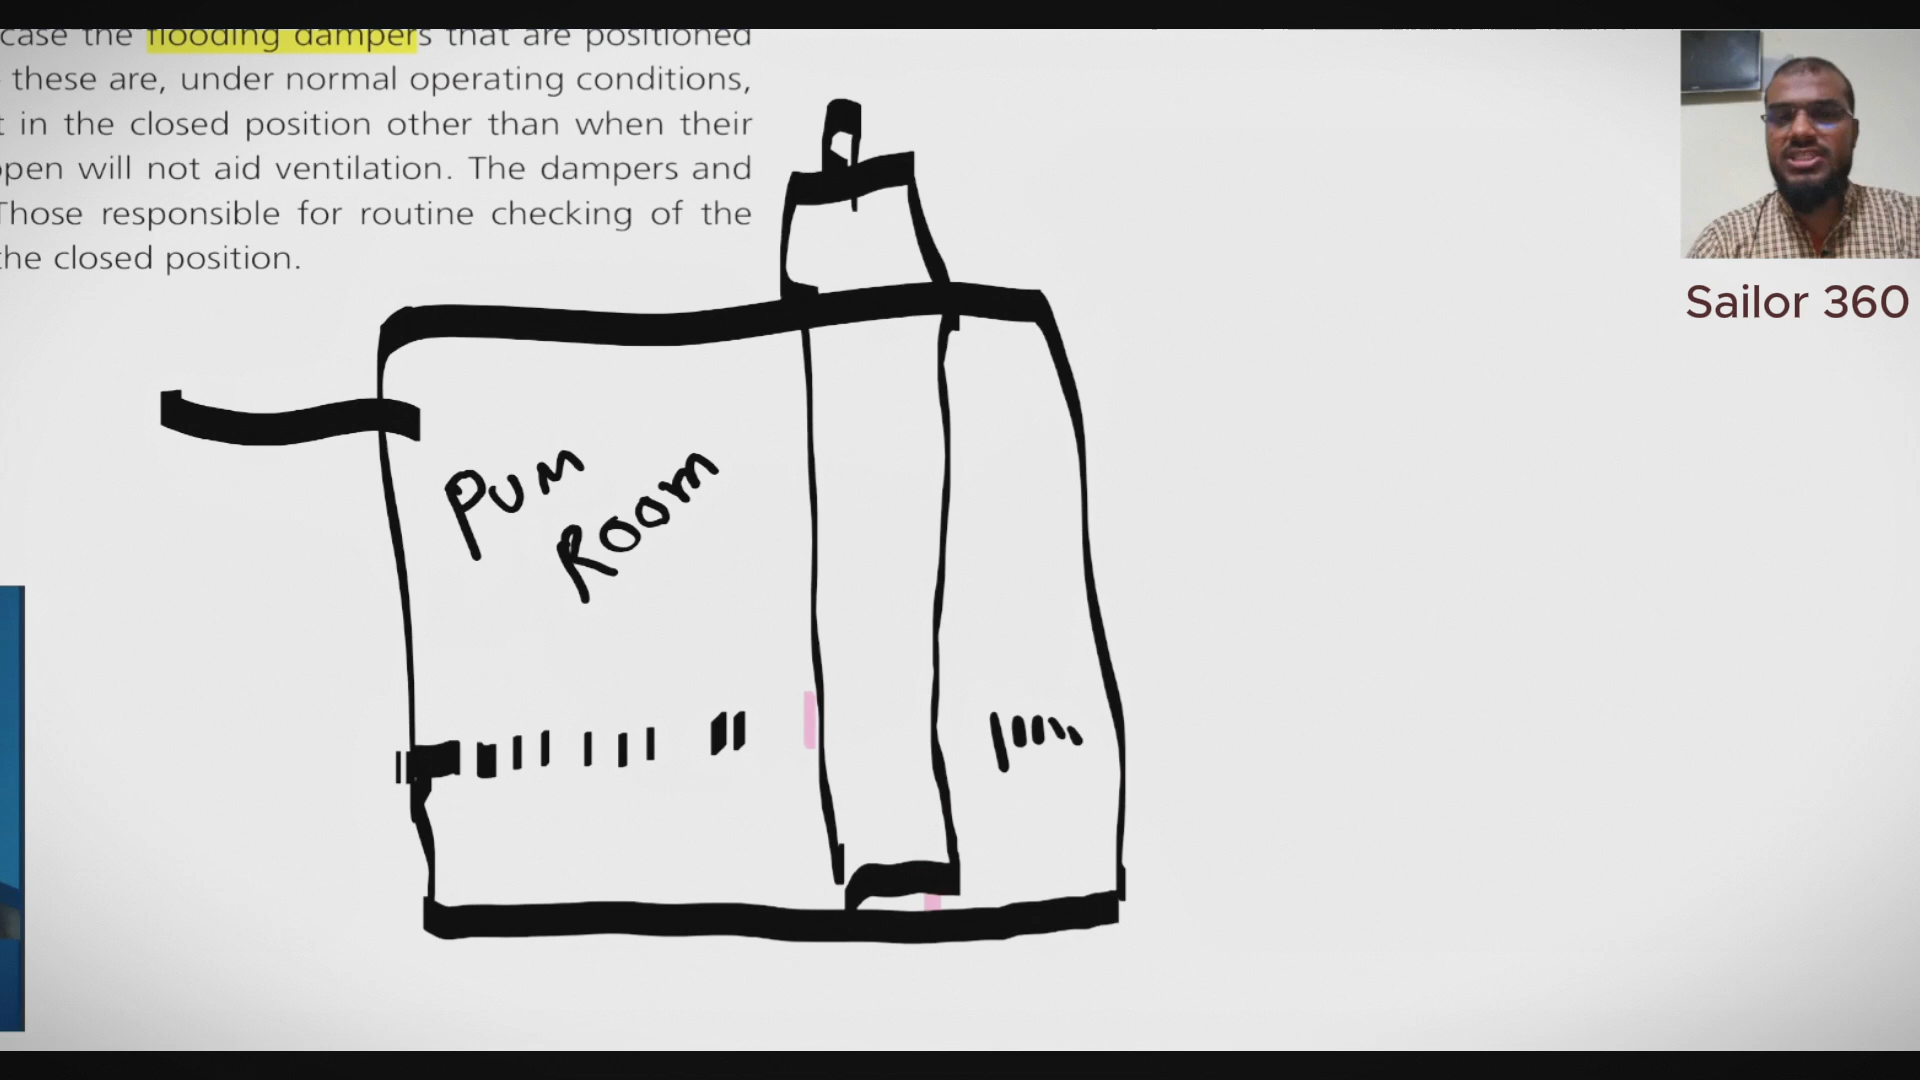 case the flooding dampers that are positioned
these are, under normal operating conditions,
in the closed position other than when their
open will not aid ventilation. The dampers and
Those responsible for routine checking of the
the closed position.
Sailor 360
PUM
ROOM